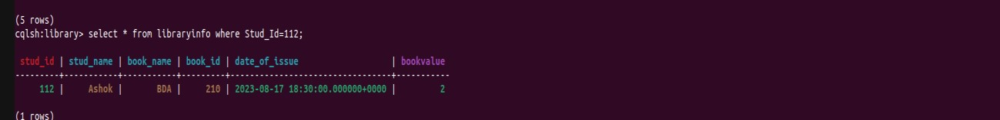 (5 rows)
cqlsh:library> select * from libraryinfo where Stud_Id=112;
 stud_id | stud_name | book_name | book_id | date_of_issue                   | bookvalue
---------+-----------+-----------+---------+---------------------------------+-----------
     112 |     Ashok |       BDA |     210 | 2023-08-17 18:30:00.000000+0000 |         2
(1 rows)